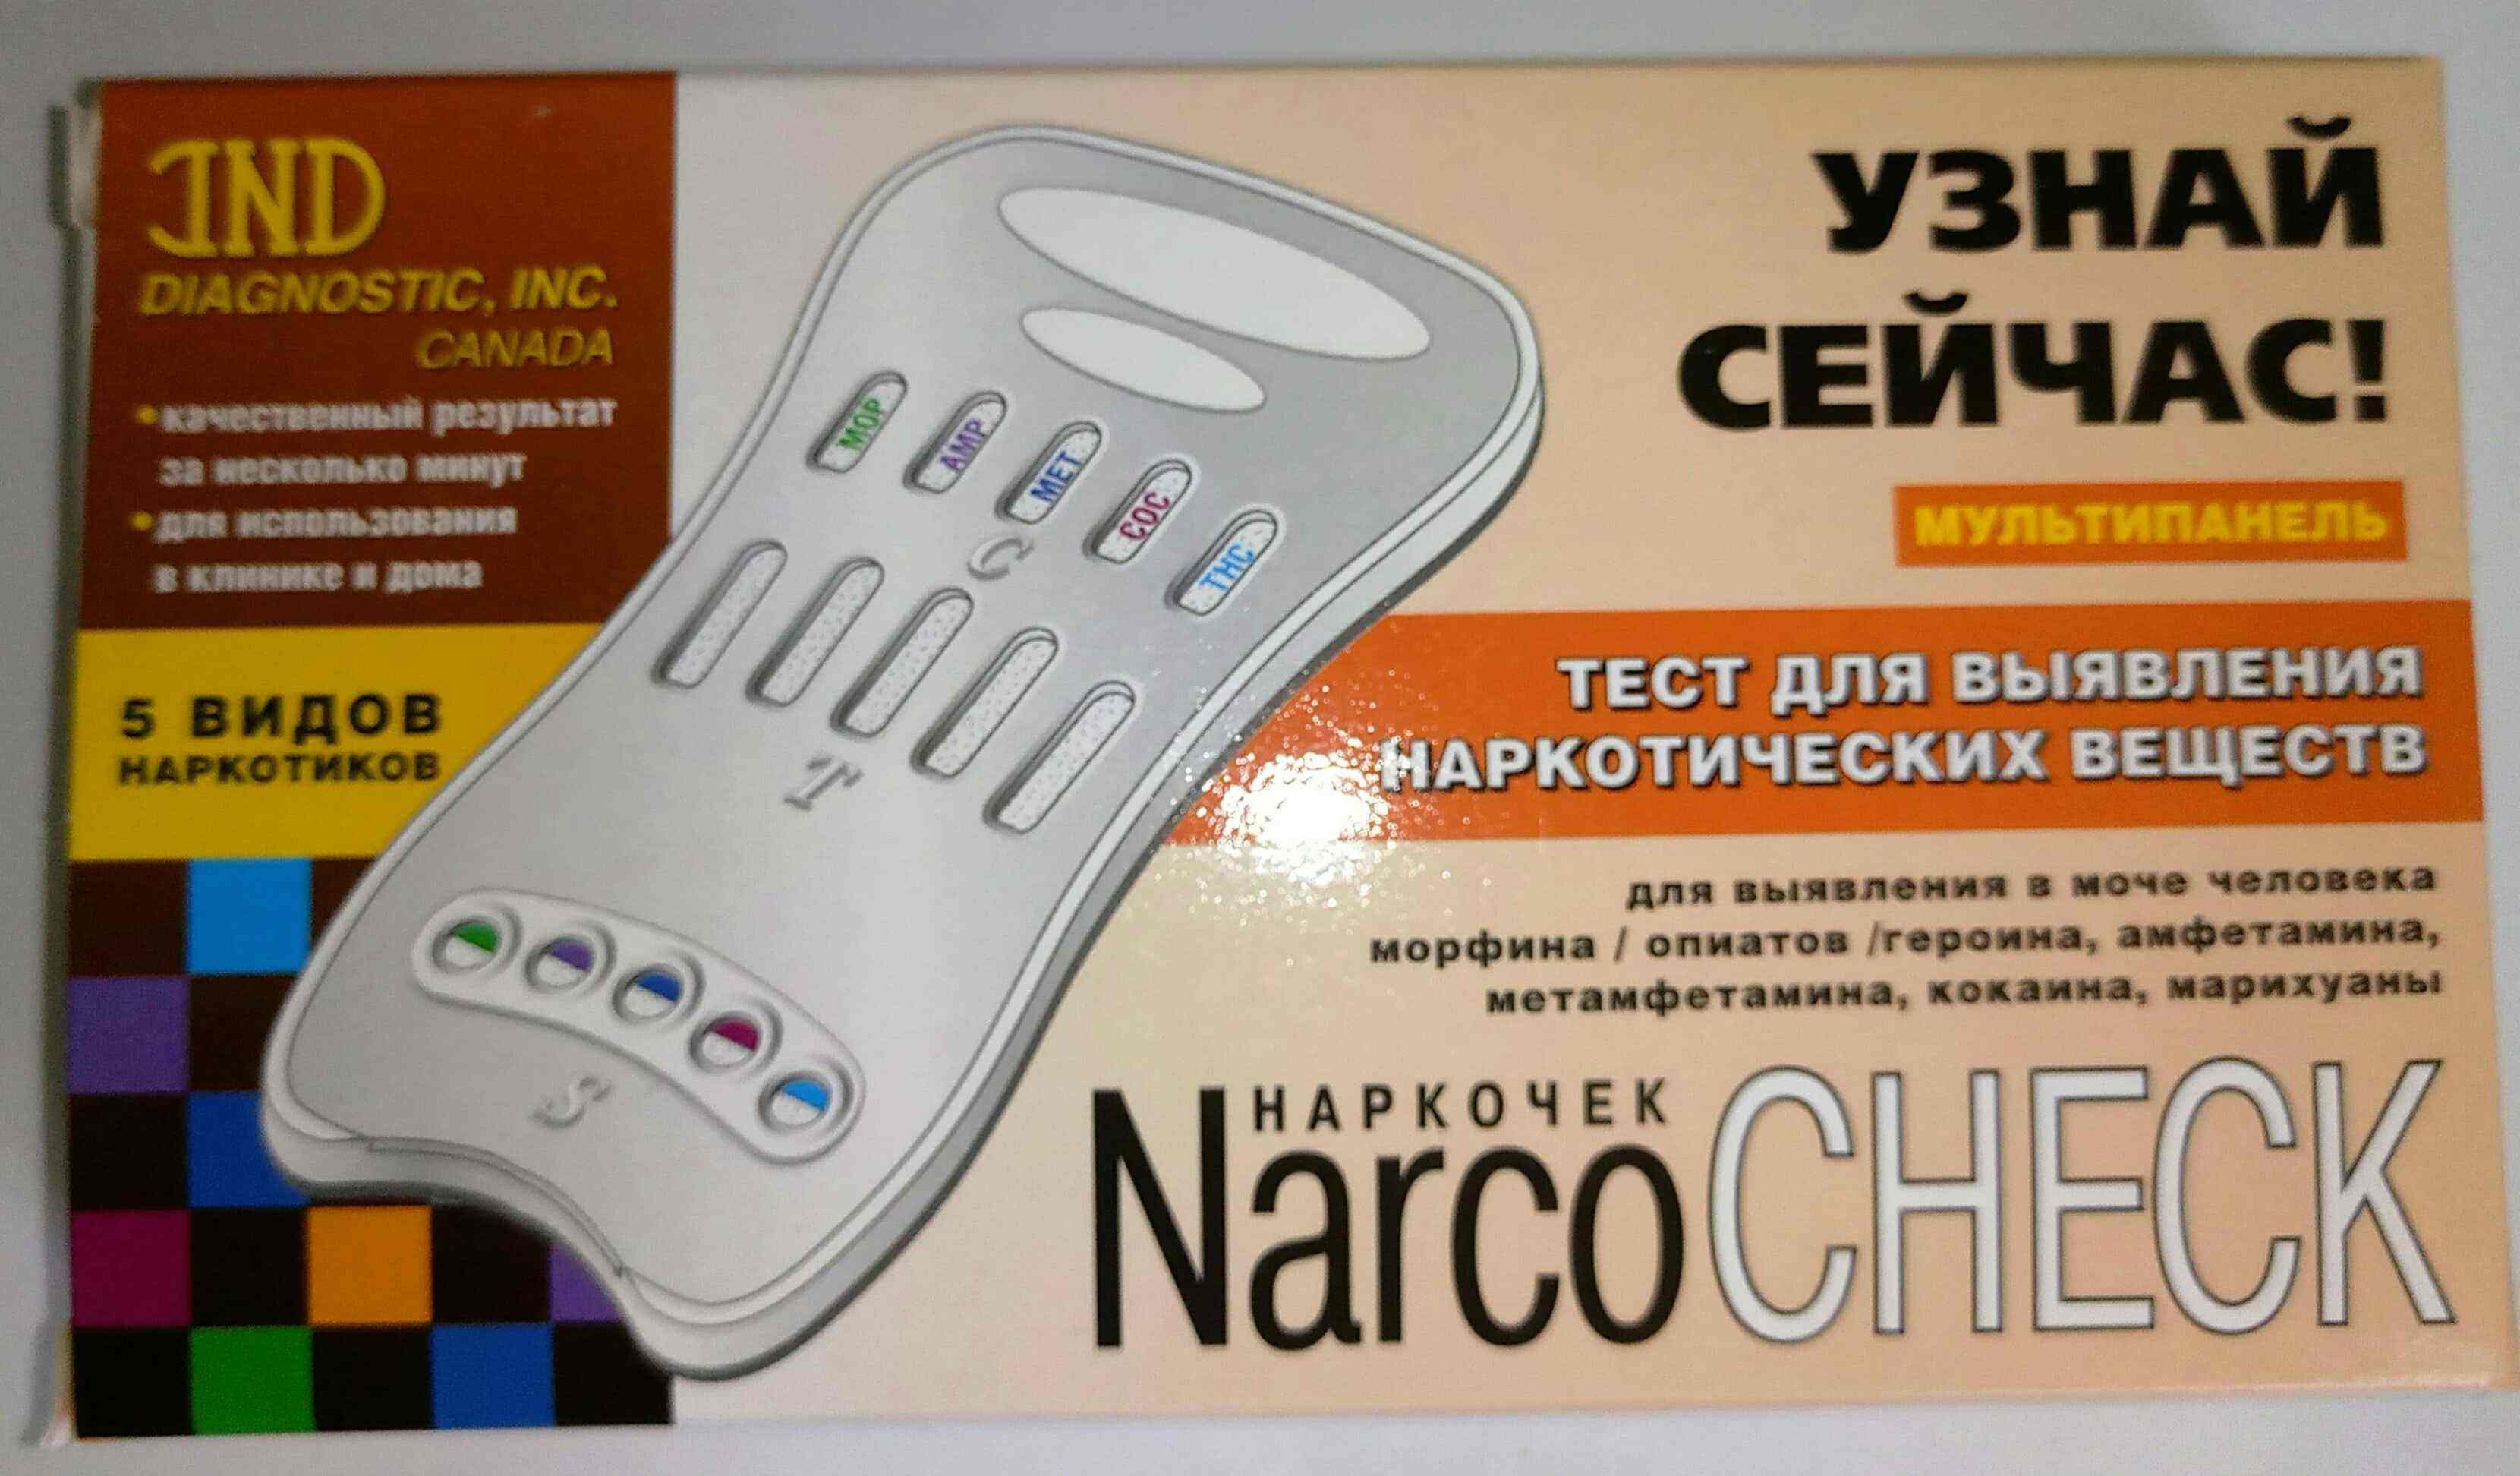 IND
DIAGNOSTIC, INC.
CANADA
•качественный результат
за несколько минут
•для использования
в клинике и дома
5 ВИДОВ
НАРКОТИКОВ
МОР
AMP
МЕТ
COC
THC
C
T
S
УЗНАЙ
СЕЙЧАС!
МУЛЬТИПАНЕЛЬ
ТЕСТ ДЛЯ ВЫЯВЛЕНИЯ
НАРКОТИЧЕСКИХ ВЕЩЕСТВ
для выявления в моче человека
морфина / опиатов /героина, амфетамина,
метамфетамина, кокаина, марихуаны
НАРКОЧЕК
NarcoCHECK